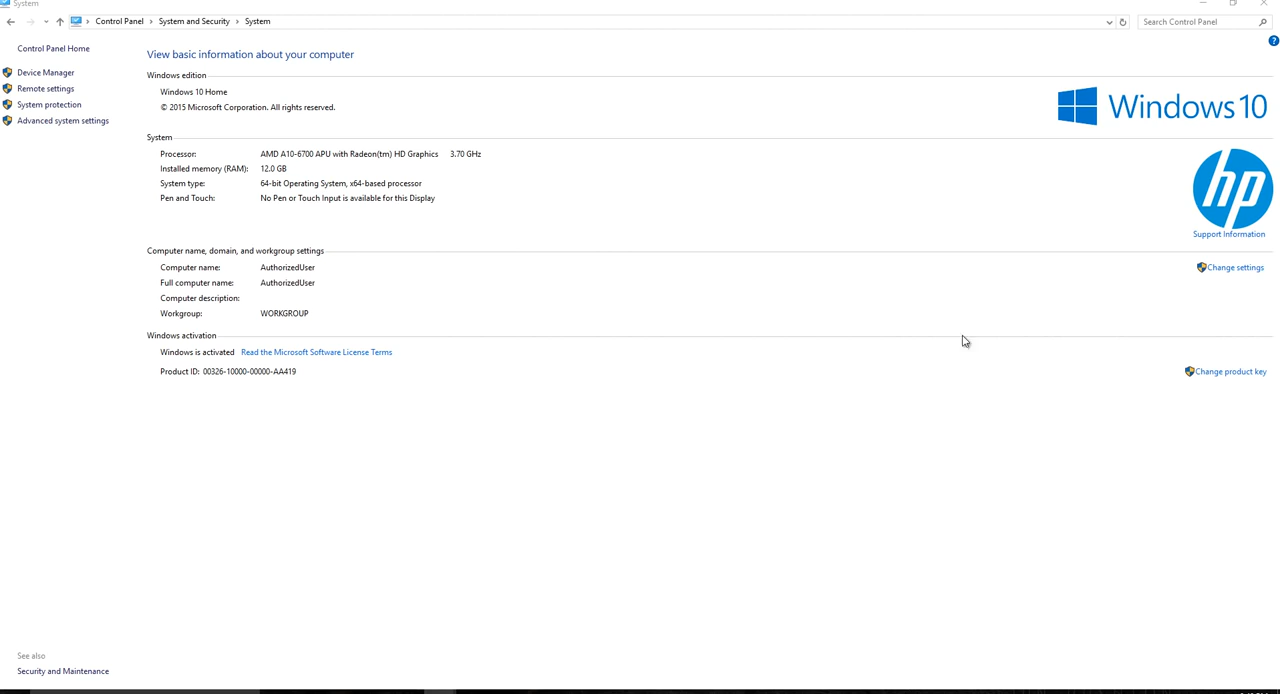 System
Control Panel > System and Security > System
Search Control Panel
Control Panel Home
Device Manager
Remote settings
System protection
Advanced system settings
View basic information about your computer
Windows edition
Windows 10 Home
© 2015 Microsoft Corporation. All rights reserved.
Windows 10
System
Processor: AMD A10-6700 APU with Radeon(tm) HD Graphics 3.70 GHz
Installed memory (RAM): 12.0 GB
System type: 64-bit Operating System, x64-based processor
Pen and Touch: No Pen or Touch Input is available for this Display
hp
Support Information
Computer name, domain, and workgroup settings
Computer name: AuthorizedUser
Change settings
Full computer name: AuthorizedUser
Computer description:
Workgroup: WORKGROUP
Windows activation
Windows is activated Read the Microsoft Software License Terms
Product ID: 00326-10000-00000-AA419
Change product key
See also
Security and Maintenance